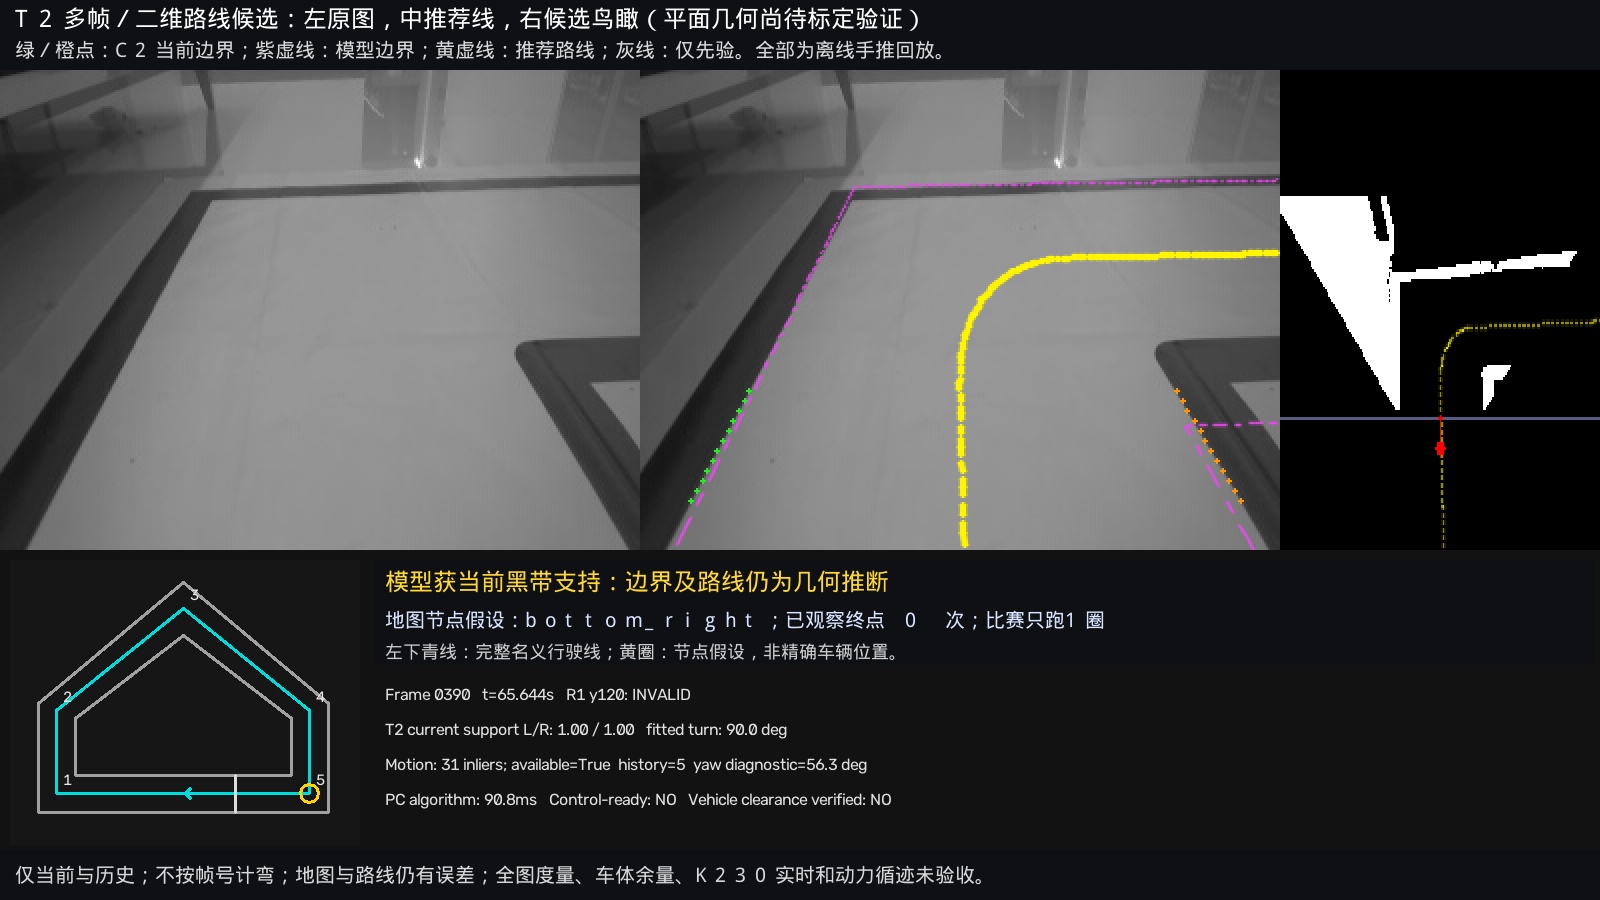 T 2 多帧 / 二维路线候选：左原图，中推荐线，右候选鸟瞰（平面几何尚待标定验证）
绿 / 橙点：C 2 当前边界；紫虚线：模型边界；黄虚线：推荐路线；灰线：仅先验。全部为离线手推回放。
模型获当前黑带支持：边界及路线仍为几何推断
地图节点假设：bottom_right ；已观察终点 0 次；比赛只跑1 圈
左下青线：完整名义行驶线；黄圈：节点假设，非精确车辆位置。
Frame 0390 t=65.644s R1 y120: INVALID
T2 current support L/R: 1.00 / 1.00 fitted turn: 90.0 deg
Motion: 31 inliers; available=True history=5 yaw diagnostic=56.3 deg
PC algorithm: 90.8ms Control-ready: NO Vehicle clearance verified: NO
3
2
4
1
5
仅当前与历史；不按帧号计弯；地图与路线仍有误差；全图度量、车体余量、K 2 3 0 实时和动力循迹未验收。